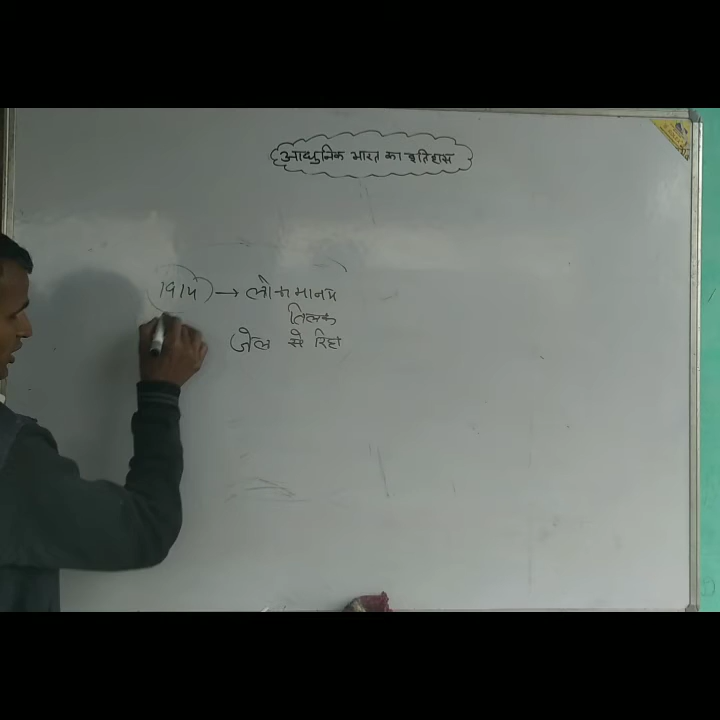 आधुनिक भारत का इतिहास
1914 → लोकमान्य
तिलक
जेल से रिहा